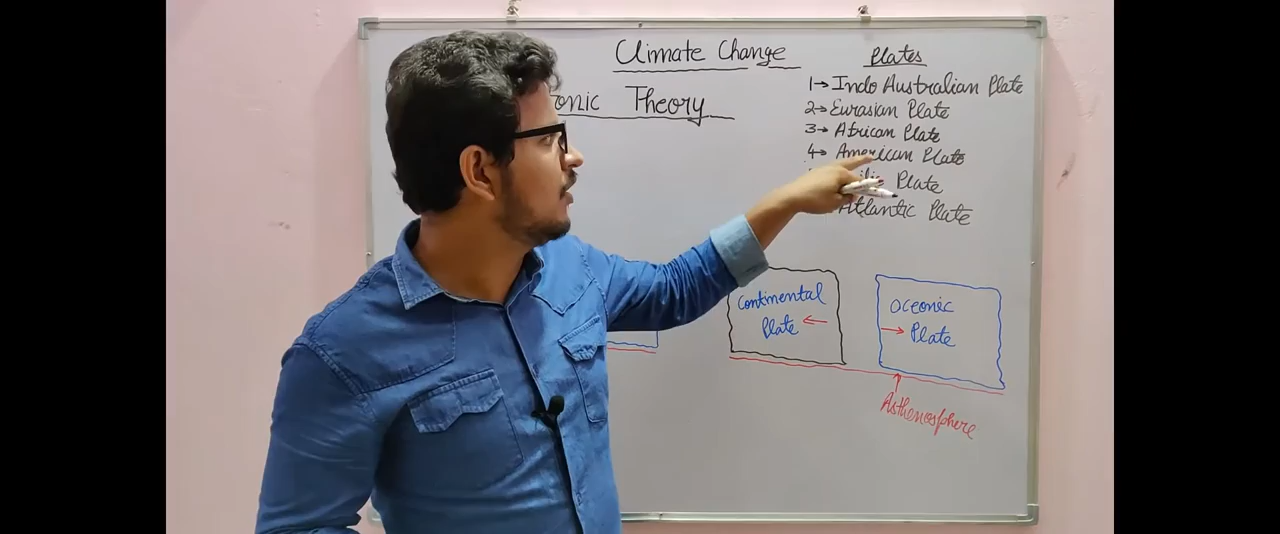 Climate Change
onic Theory
Plates
1→ Indo Australian Plate
2→ Eurasian Plate
3→ African Plate
4→ American Plate
Plate
Atlantic Plate
Continental
Plate
Oceonic
Plate
Asthenosphere